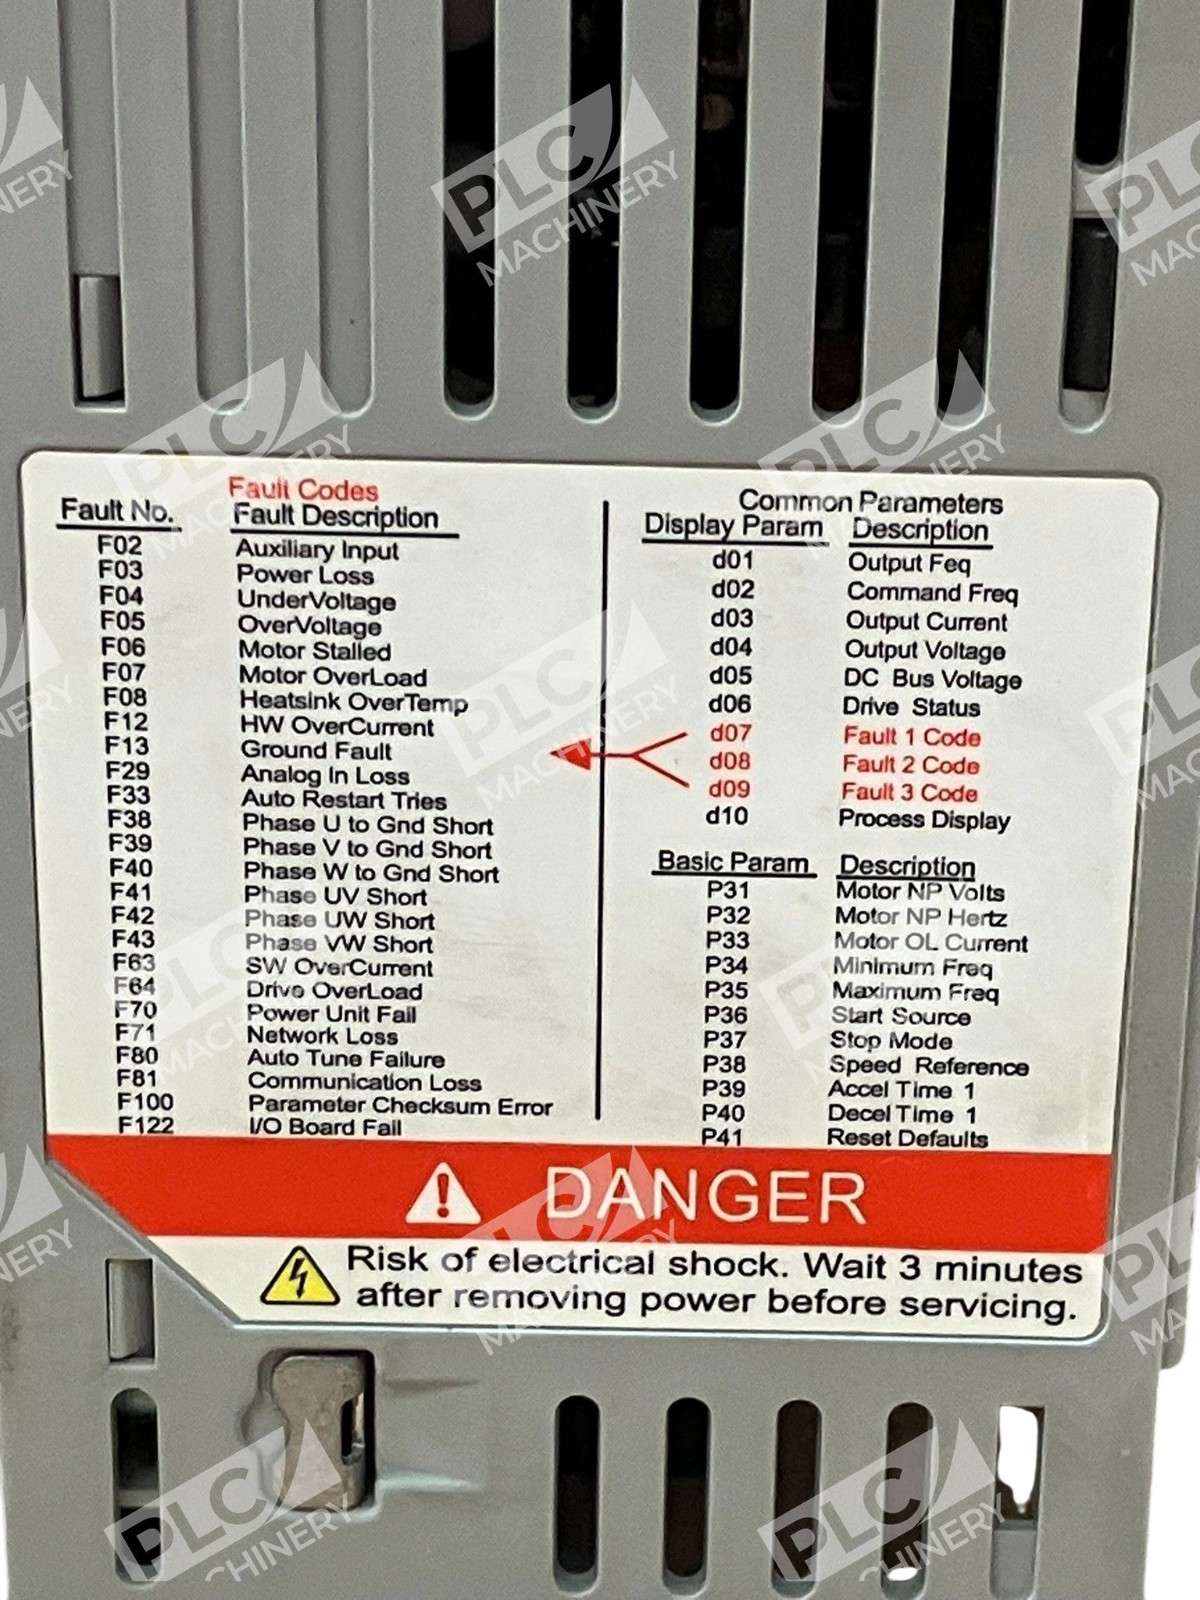 Fault Codes
Fault No. Fault Description
F02 Auxiliary Input
F03 Power Loss
F04 UnderVoltage
F05 OverVoltage
F06 Motor Stalled
F07 Motor OverLoad
F08 Heatsink OverTemp
F12 HW OverCurrent
F13 Ground Fault
F29 Analog In Loss
F33 Auto Restart Tries
F38 Phase U to Gnd Short
F39 Phase V to Gnd Short
F40 Phase W to Gnd Short
F41 Phase UV Short
F42 Phase UW Short
F43 Phase VW Short
F63 SW OverCurrent
F64 Drive OverLoad
F70 Power Unit Fail
F71 Network Loss
F80 Auto Tune Failure
F81 Communication Loss
F100 Parameter Checksum Error
F122 I/O Board Fail
Common Parameters
Display Param Description
d01 Output Feq
d02 Command Freq
d03 Output Current
d04 Output Voltage
d05 DC Bus Voltage
d06 Drive Status
d07 Fault 1 Code
d08 Fault 2 Code
d09 Fault 3 Code
d10 Process Display
Basic Param Description
P31 Motor NP Volts
P32 Motor NP Hertz
P33 Motor OL Current
P34 Minimum Freq
P35 Maximum Freq
P36 Start Source
P37 Stop Mode
P38 Speed Reference
P39 Accel Time 1
P40 Decel Time 1
P41 Reset Defaults
DANGER
Risk of electrical shock. Wait 3 minutes
after removing power before servicing.
PLC
MACHINERY